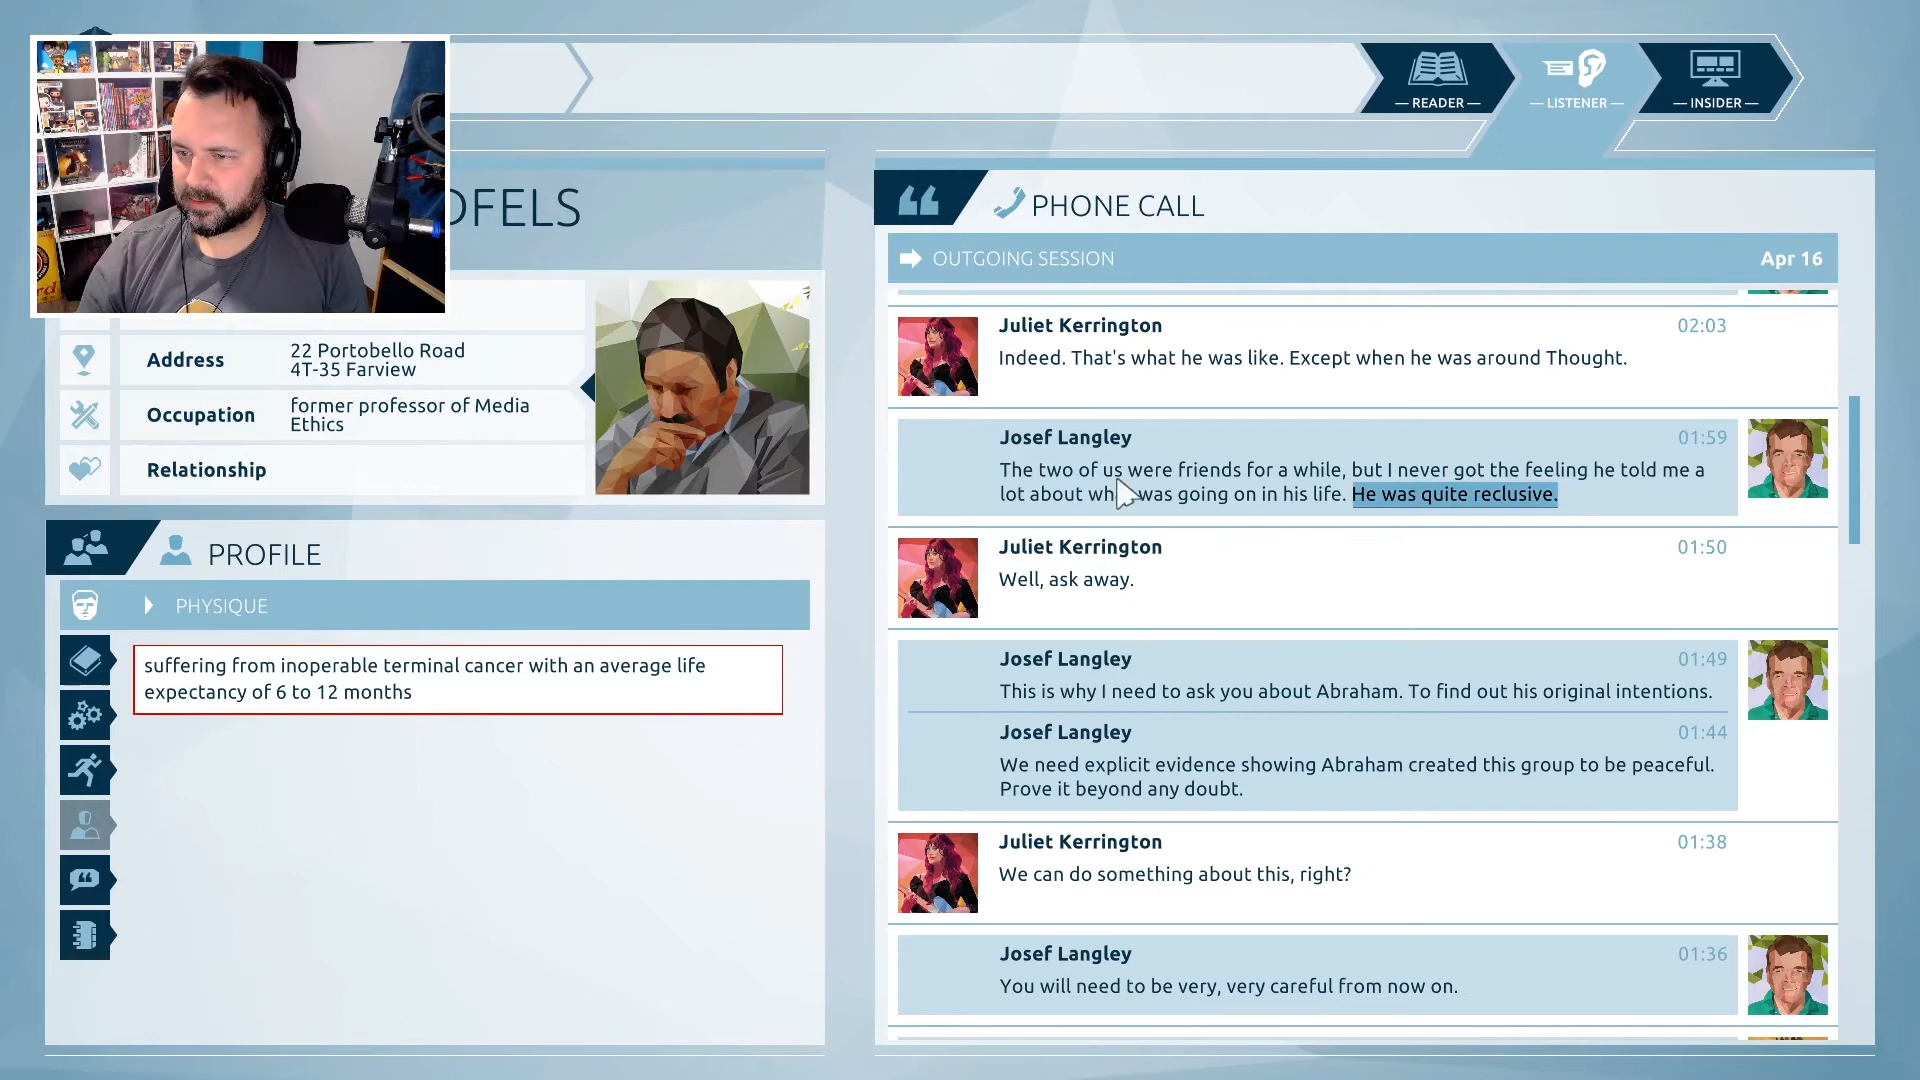 — READER —
— LISTENER —
— INSIDER —
OFELS
Address
22 Portobello Road
4T-35 Farview
Occupation
former professor of Media
Ethics
Relationship
PROFILE
PHYSIQUE
suffering from inoperable terminal cancer with an average life
expectancy of 6 to 12 months
PHONE CALL
OUTGOING SESSION
Apr 16
Juliet Kerrington
02:03
Indeed. That's what he was like. Except when he was around Thought.
Josef Langley
01:59
The two of us were friends for a while, but I never got the feeling he told me a
lot about wh was going on in his life. He was quite reclusive.
Juliet Kerrington
01:50
Well, ask away.
Josef Langley
01:49
This is why I need to ask you about Abraham. To find out his original intentions.
Josef Langley
01:44
We need explicit evidence showing Abraham created this group to be peaceful.
Prove it beyond any doubt.
Juliet Kerrington
01:38
We can do something about this, right?
Josef Langley
01:36
You will need to be very, very careful from now on.